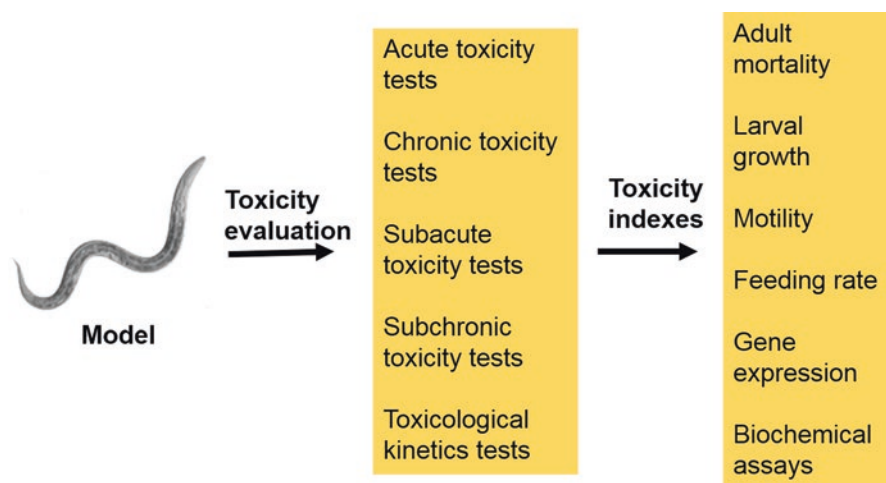 Model
Toxicity
evaluation
Acute toxicity
tests
Chronic toxicity
tests
Subacute
toxicity tests
Subchronic
toxicity tests
Toxicological
kinetics tests
Toxicity
indexes
Adult
mortality
Larval
growth
Motility
Feeding rate
Gene
expression
Biochemical
assays